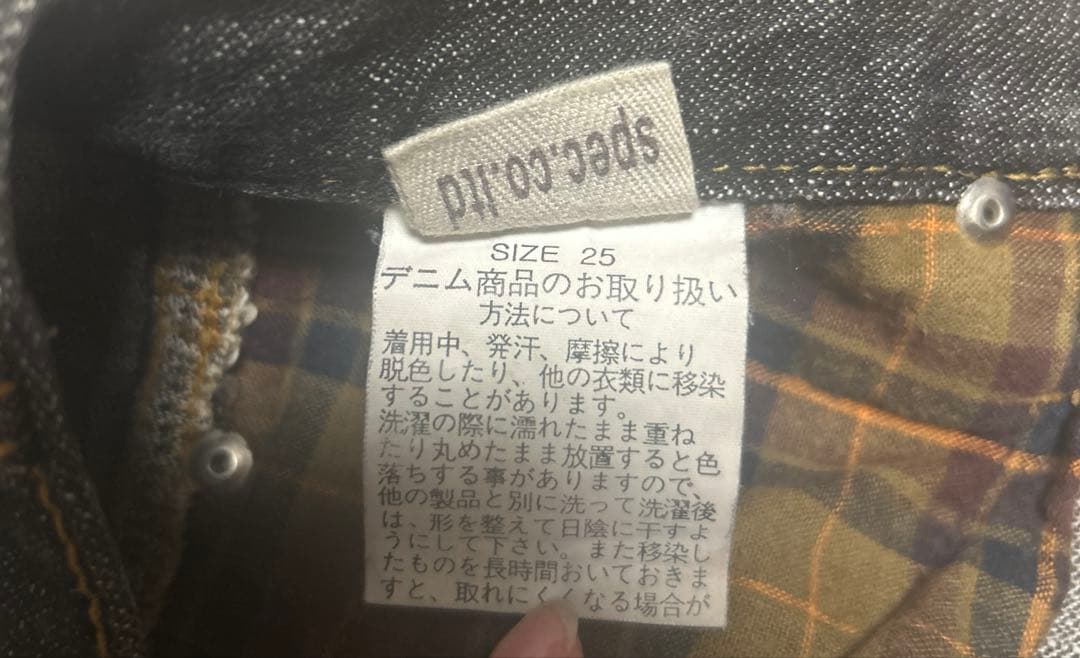 spec.co.ltd
SIZE 25
デニム商品のお取り扱い
方法について
着用中、発汗、摩擦により
脱色したり、他の衣類に移染
することがあります。
洗濯の際に濡れたまま重ね
たり丸めたまま放置すると色
落ちする事がありますので、
他の製品と別に洗って洗濯後
は、形を整えて日陰に干すよ
うにして下さい。また移染し
たものを長時間おいておきま
すと、取れにくくなる場合が